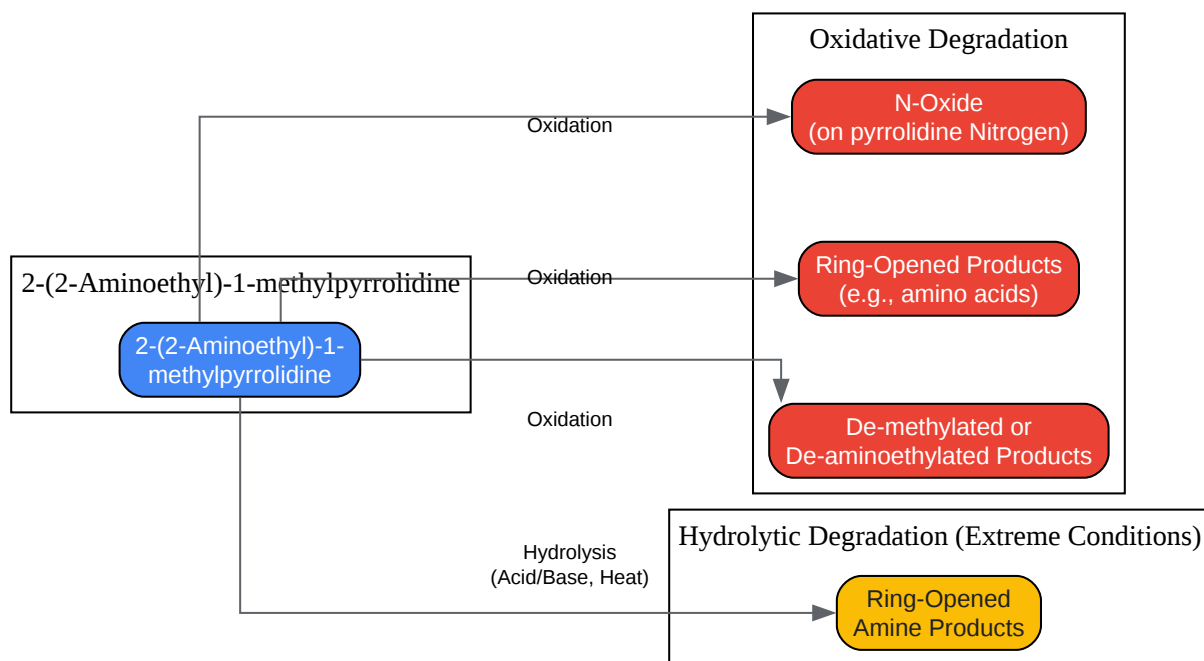 Oxidative Degradation
N-Oxide
(on pyrrolidine Nitrogen)
Oxidation
2-(2-Aminoethyl)-1-methylpyrrolidine
Oxidation
Ring-Opened Products
(e.g., amino acids)
2-(2-Aminoethyl)-1-
methylpyrrolidine
Oxidation
De-methylated or
De-aminoethylated Products
Hydrolytic Degradation (Extreme Conditions)
Hydrolysis
(Acid/Base, Heat)
Ring-Opened
Amine Products